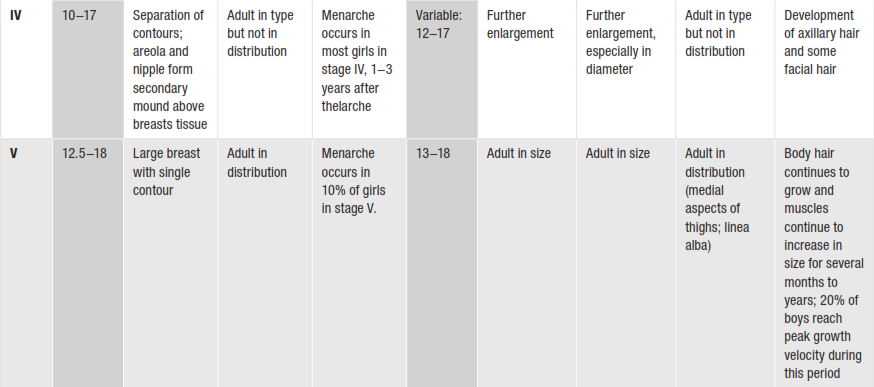 IV
10–17
Separation of
contours;
areola and
nipple form
secondary
mound above
breasts tissue
Adult in type
but not in
distribution
Menarche
occurs in
most girls in
stage IV, 1–3
years after
thelarche
Variable:
12–17
Further
enlargement
Further
enlargement,
especially in
diameter
Adult in type
but not in
distribution
Development
of axillary hair
and some
facial hair
V
12.5–18
Large breast
with single
contour
Adult in
distribution
Menarche
occurs in
10% of girls
in stage V.
13–18
Adult in size
Adult in size
Adult in
distribution
(medial
aspects of
thighs; linea
alba)
Body hair
continues to
grow and
muscles
continue to
increase in
size for several
months to
years; 20% of
boys reach
peak growth
velocity during
this period